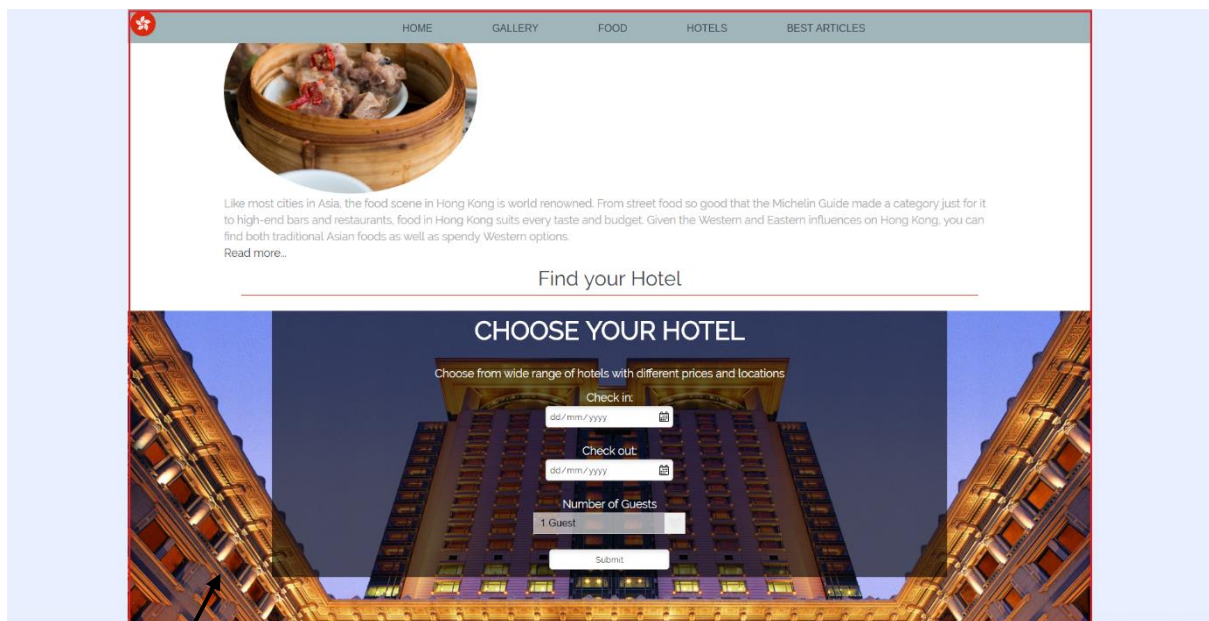 HOME GALLERY FOOD HOTELS BEST ARTICLES
Like most cities in Asia, the food scene in Hong Kong is world renowned. From street food so good that the Michelin Guide made a category just for it
to high-end bars and restaurants, food in Hong Kong suits every taste and budget. Given the Western and Eastern influences on Hong Kong, you can
find both traditional Asian foods as well as spendy Western options.
Read more...
Find your Hotel
CHOOSE YOUR HOTEL
Choose from wide range of hotels with different prices and locations
Check in:
dd/mm/yyyy
Check out:
dd/mm/yyyy
Number of Guests
1 Guest
Submit